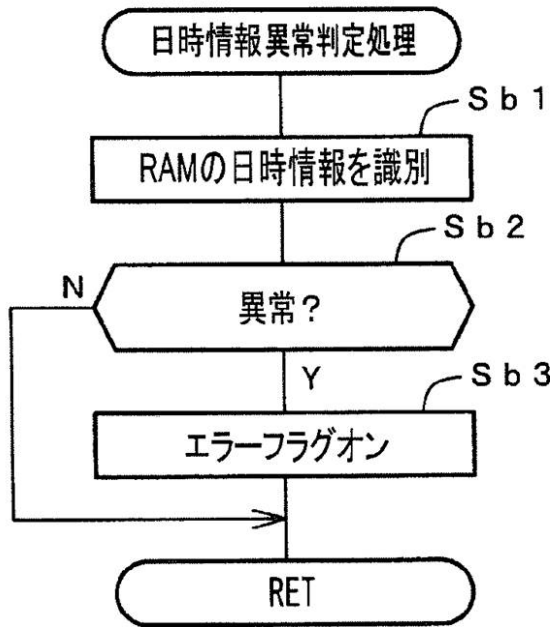 日時情報異常判定処理
Sb1
RAMの日時情報を識別
Sb2
N
異常?
Y
Sb3
エラーフラグオン
RET